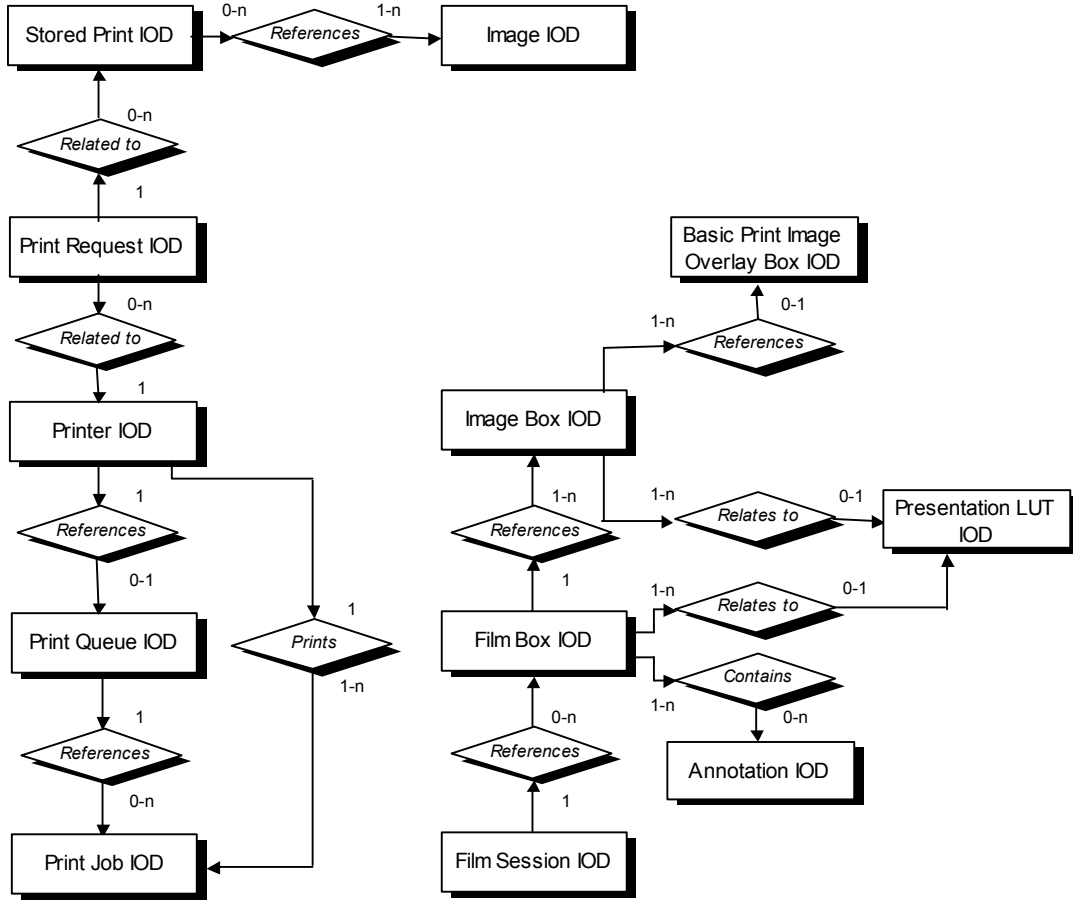 0-n
1-n
Stored Print IOD
References
Image IOD
0-n
Related to
1
Print Request IOD
Basic Print Image
Overlay Box IOD
0-n
0-1
Related to
1-n
References
1
Printer IOD
Image Box IOD
1
1-n
1-n
0-1
References
References
Relates to
Presentation LUT
IOD
0-1
1
1-n
0-1
Relates to
1
Print Queue IOD
Prints
Film Box IOD
Contains
1-n
1-n
1
0-n
0-n
References
References
Annotation IOD
0-n
1
Print Job IOD
Film Session IOD